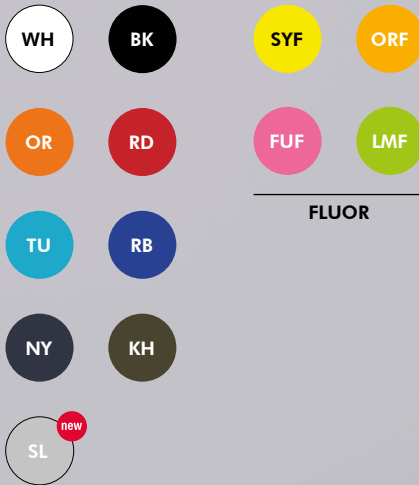 WH BK SYF ORF
OR RD FUF LMF
FLUOR
TU RB
NY KH
new
SL